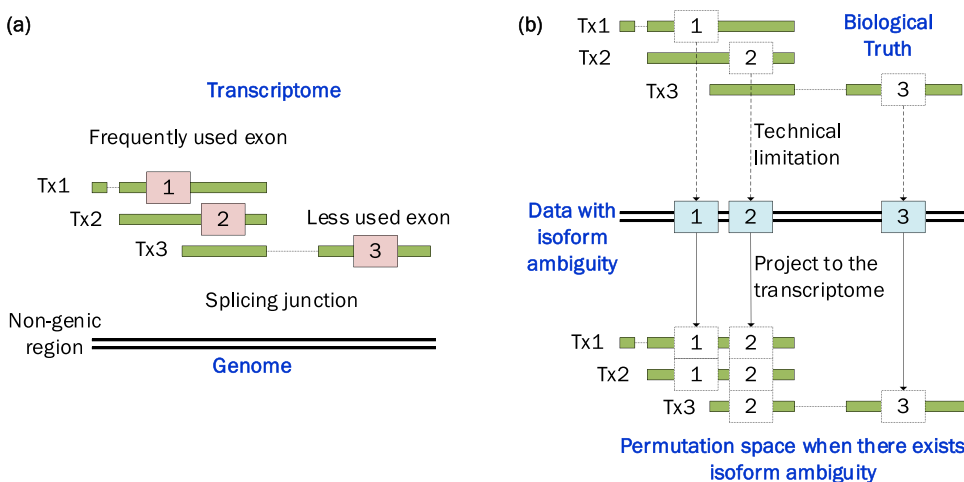 (a)
Transcriptome
Frequently used exon
Tx1
1
Tx2
2
Less used exon
Tx3
3
Splicing junction
Non-genic
region
Genome
(b)
Tx1
1
Biological
Truth
Tx2
2
Tx3
3
Technical
limitation
Data with
isoform
ambiguity
1
2
3
Project to the
transcriptome
Tx1
1
2
Tx2
1
2
Tx3
2
3
Permutation space when there exists
isoform ambiguity